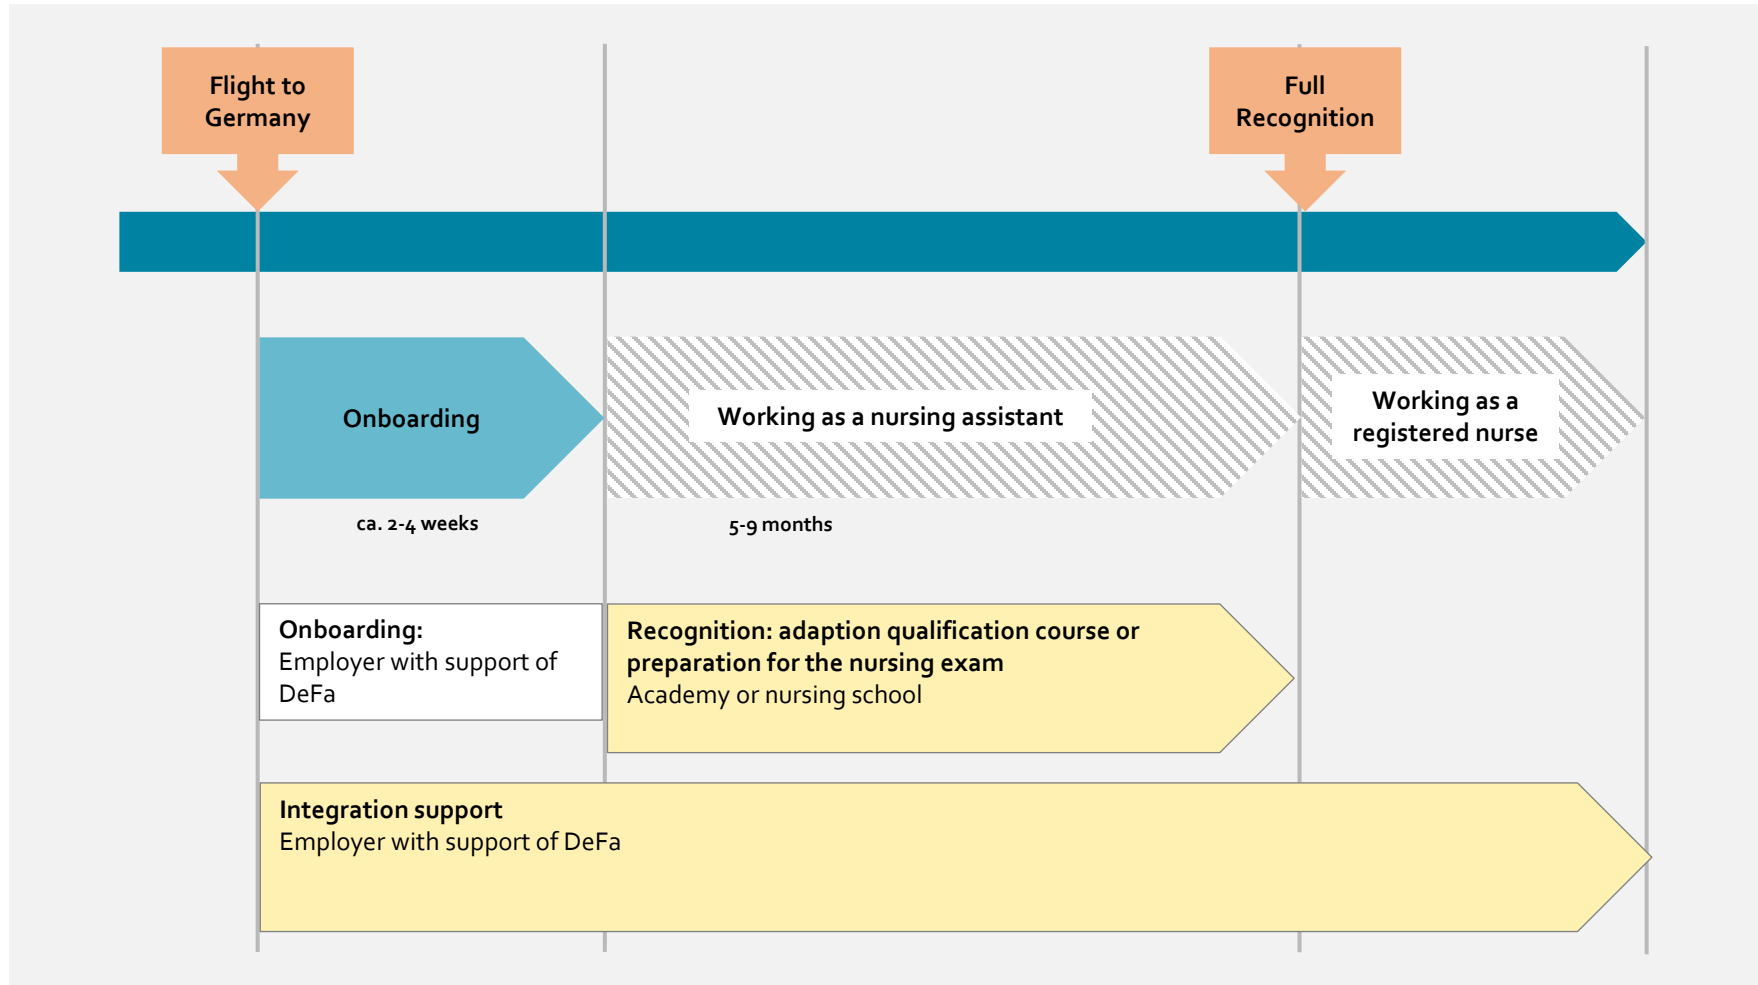 Flight to
Germany
Full
Recognition
Onboarding
Working as a nursing assistant
Working as a
registered nurse
ca. 2-4 weeks
5-9 months
Onboarding:
Employer with support of
DeFa
Recognition: adaption qualification course or
preparation for the nursing exam
Academy or nursing school
Integration support
Employer with support of DeFa